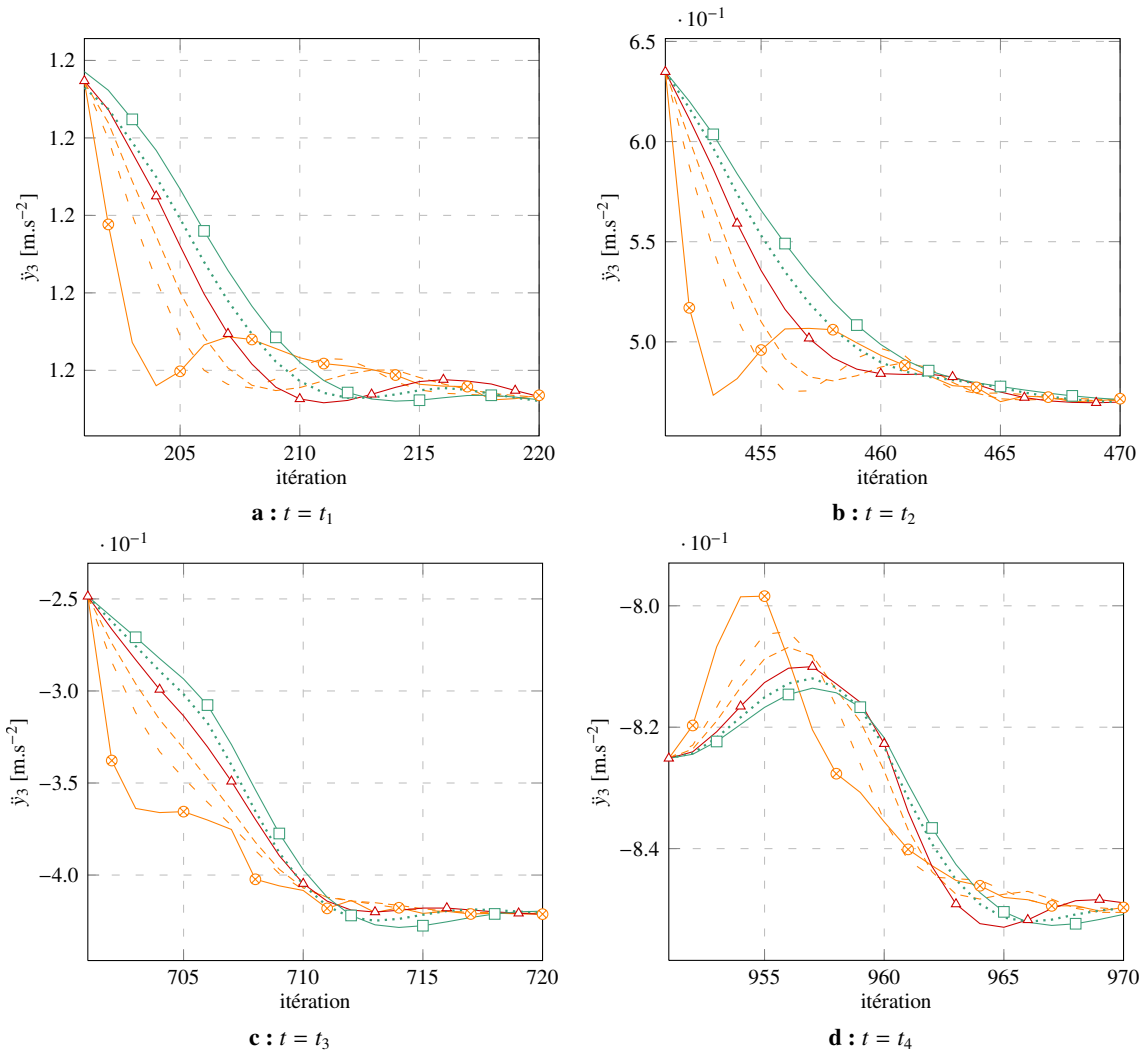 1.2
1.2
1.2
1.2
1.2
ÿ₃ [m.s⁻²]
205
210
215
220
itération
a : t = t₁
· 10⁻¹
6.5
6.0
5.5
5.0
ÿ₃ [m.s⁻²]
455
460
465
470
itération
b : t = t₂
· 10⁻¹
−2.5
−3.0
−3.5
−4.0
ÿ₃ [m.s⁻²]
705
710
715
720
itération
c : t = t₃
· 10⁻¹
−8.0
−8.2
−8.4
ÿ₃ [m.s⁻²]
955
960
965
970
itération
d : t = t₄